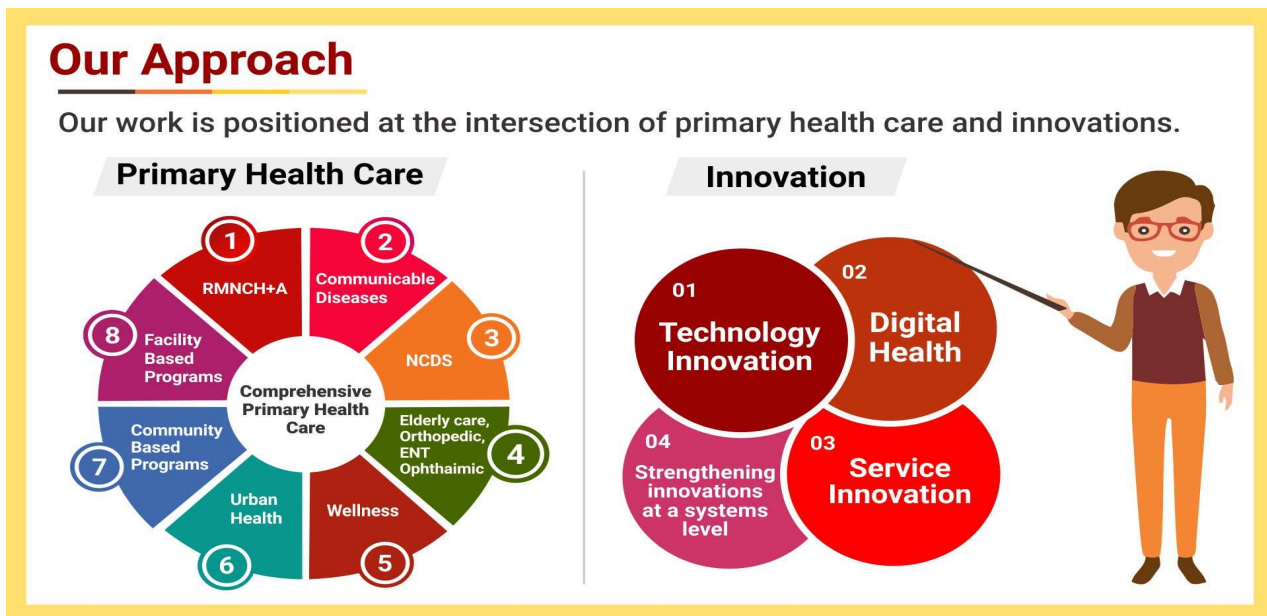 Our Approach
Our work is positioned at the intersection of primary health care and innovations.
Primary Health Care
1
RMNCH+A
2
Communicable
Diseases
3
NCDS
4
Elderly care,
Orthopedic,
ENT
Ophthaimic
5
Wellness
6
Urban
Health
7
Community
Based
Programs
8
Facility
Based
Programs
Comprehensive
Primary Health
Care
Innovation
01
Technology
Innovation
02
Digital
Health
03
Service
Innovation
04
Strengthening
innovations
at a systems
level